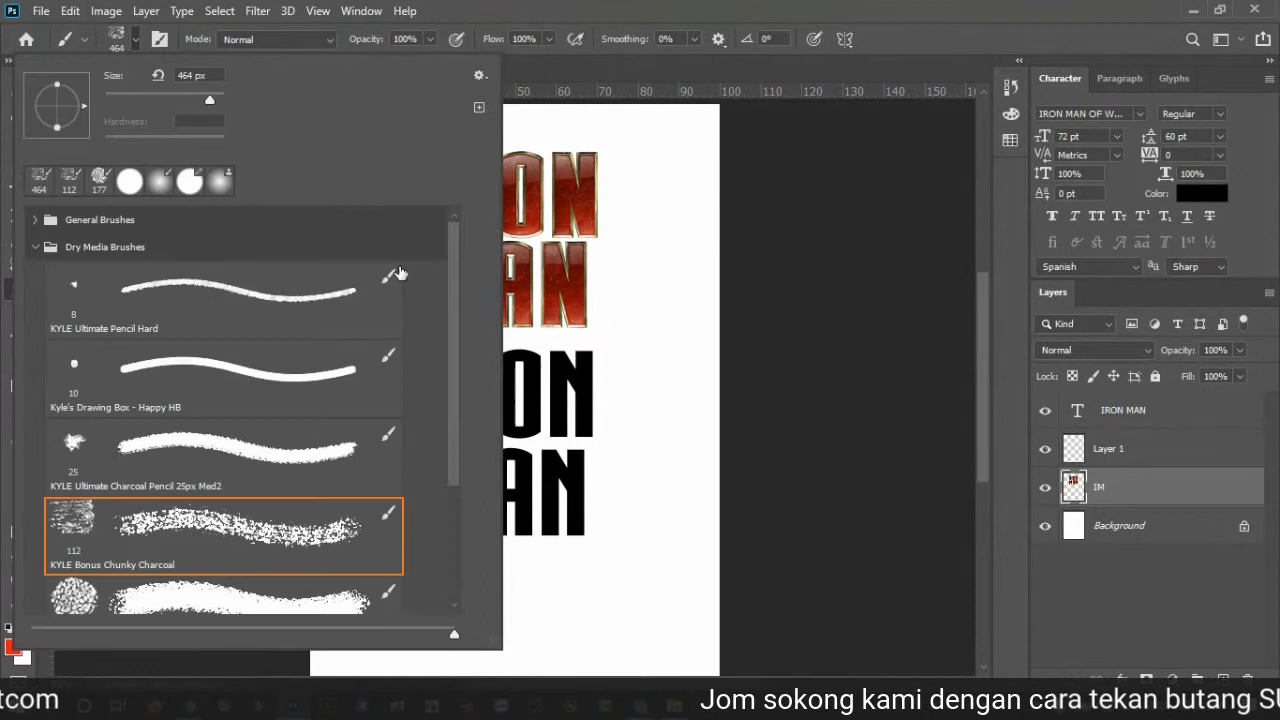 Ps File Edit Image Layer Type Select Filter 3D View Window Help
464 Mode: Normal Opacity: 100% Flow: 100% Smoothing: 0% 0°
Size: 464 px
Hardness:
464 112 177
General Brushes
Dry Media Brushes
8
KYLE Ultimate Pencil Hard
10
Kyle's Drawing Box - Happy HB
25
KYLE Ultimate Charcoal Pencil 25px Med2
112
KYLE Bonus Chunky Charcoal
50 60 70 80 90 100 110 120 130 140 150
ON
AN
ON
AN
Character Paragraph Glyphs
IRON MAN OF W... Regular
72 pt 60 pt
Metrics 0
100% 100%
0 pt Color:
Spanish Sharp
Layers
Kind
Normal Opacity: 100%
Lock: Fill: 100%
IRON MAN
Layer 1
IM
Background
tcom Jom sokong kami dengan cara tekan butang